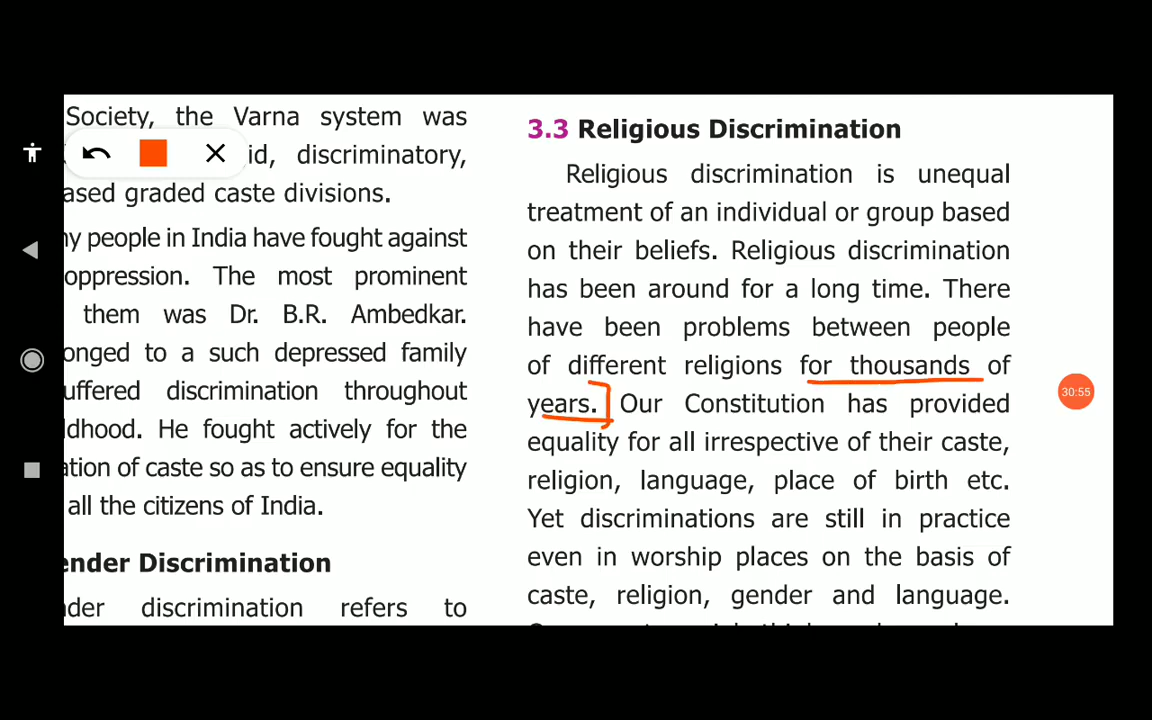 Society, the Varna system was
id, discriminatory,
ased graded caste divisions.
ny people in India have fought against
oppression. The most prominent
them was Dr. B.R. Ambedkar.
onged to a such depressed family
uffered discrimination throughout
ldhood. He fought actively for the
ation of caste so as to ensure equality
all the citizens of India.
ender Discrimination
nder discrimination refers to
3.3 Religious Discrimination
Religious discrimination is unequal
treatment of an individual or group based
on their beliefs. Religious discrimination
has been around for a long time. There
have been problems between people
of different religions for thousands of
years. Our Constitution has provided
equality for all irrespective of their caste,
religion, language, place of birth etc.
Yet discriminations are still in practice
even in worship places on the basis of
caste, religion, gender and language.
30:55